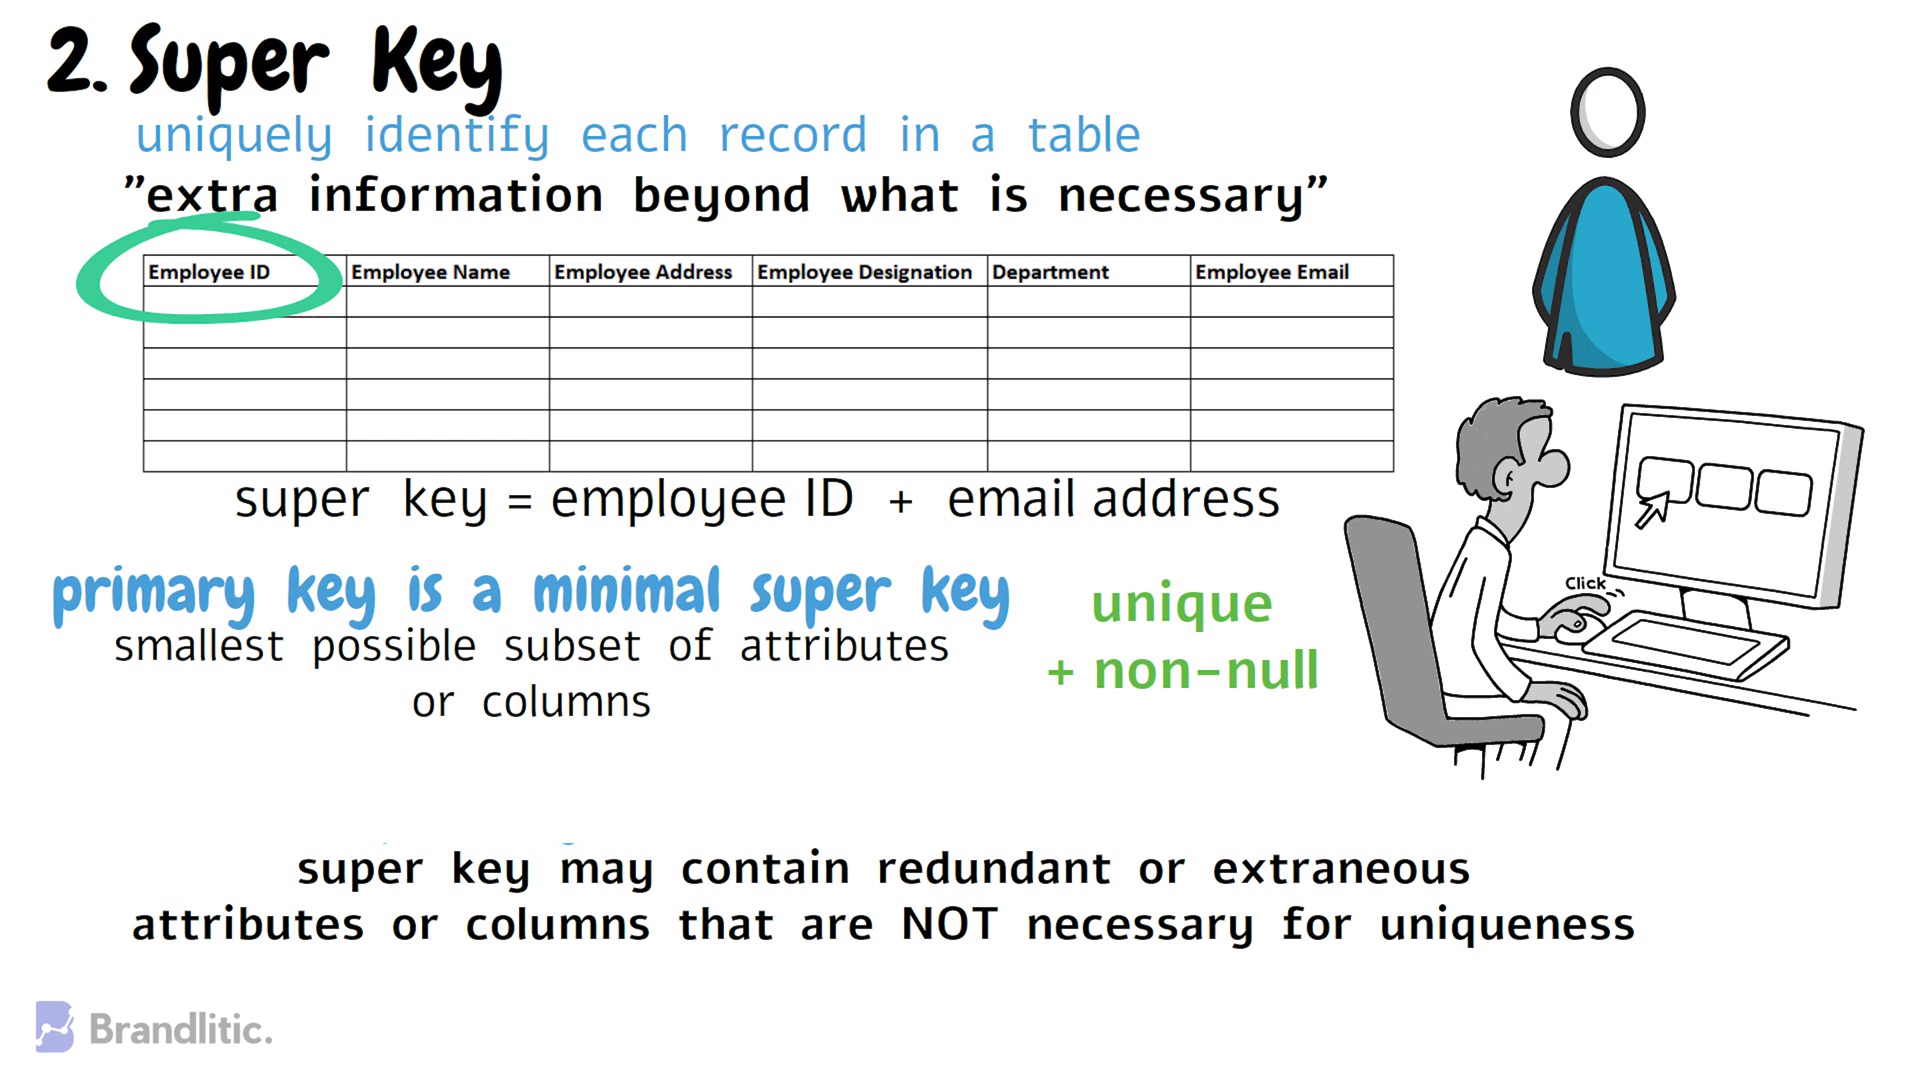 2. Super Key
uniquely identify each record in a table
”extra information beyond what is necessary”
Employee ID Employee Name Employee Address Employee Designation Department Employee Email
super key = employee ID + email address
primary key is a minimal super key
smallest possible subset of attributes
or columns
unique
+ non-null
Click
super key may contain redundant or extraneous
attributes or columns that are NOT necessary for uniqueness
Brandlitic.